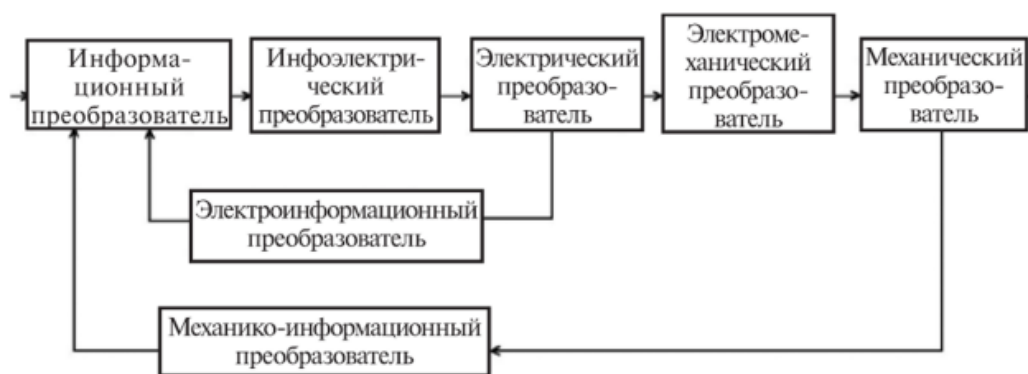 Информа-
ционный
преобразователь
Инфоэлектри-
ческий
преобразователь
Электрический
преобразо-
ватель
Электроме-
ханический
преобразо-
ватель
Механический
преобразо-
ватель
Электроинформационный
преобразователь
Механико-информационный
преобразователь